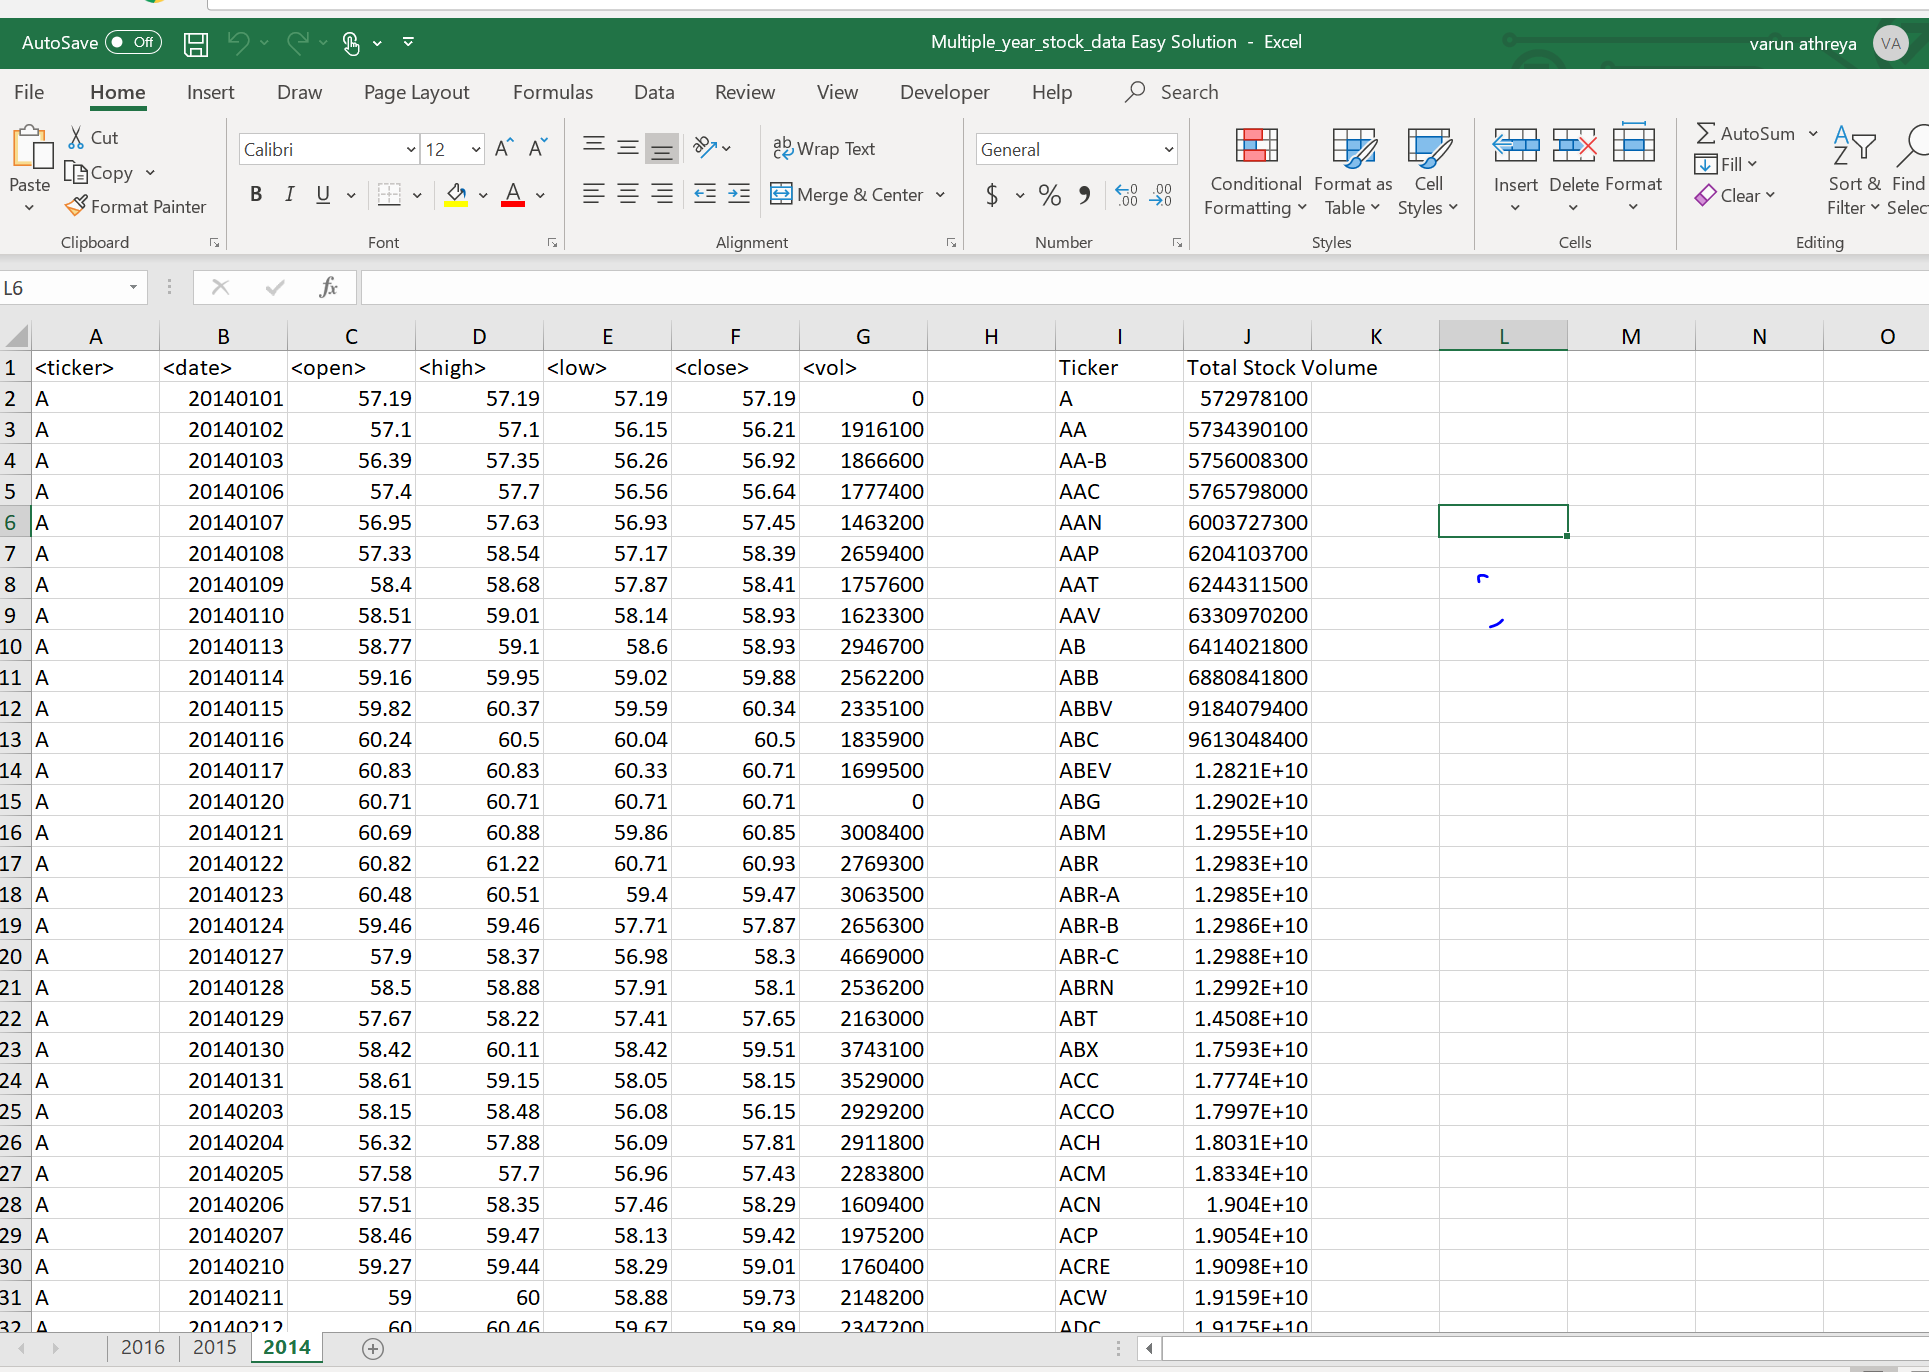 AutoSave Off Multiple_year_stock_data Easy Solution - Excel varun athreya VA
File Home Insert Draw Page Layout Formulas Data Review View Developer Help Search
Paste Cut Copy Format Painter Clipboard
Calibri 12 B I U A Font
Wrap Text Merge & Center Alignment
General $ % Number
Conditional Formatting Format as Table Cell Styles Styles
Insert Delete Format Cells
AutoSum Fill Clear Sort & Filter Find Editing
L6 fx
A B C D E F G H I J K L M N O
1 <ticker> <date> <open> <high> <low> <close> <vol> Ticker Total Stock Volume
2 A 20140101 57.19 57.19 57.19 57.19 0 A 572978100
3 A 20140102 57.1 57.1 56.15 56.21 1916100 AA 5734390100
4 A 20140103 56.39 57.35 56.26 56.92 1866600 AA-B 5756008300
5 A 20140106 57.4 57.7 56.56 56.64 1777400 AAC 5765798000
6 A 20140107 56.95 57.63 56.93 57.45 1463200 AAN 6003727300
7 A 20140108 57.33 58.54 57.17 58.39 2659400 AAP 6204103700
8 A 20140109 58.4 58.68 57.87 58.41 1757600 AAT 6244311500
9 A 20140110 58.51 59.01 58.14 58.93 1623300 AAV 6330970200
10 A 20140113 58.77 59.1 58.6 58.93 2946700 AB 6414021800
11 A 20140114 59.16 59.95 59.02 59.88 2562200 ABB 6880841800
12 A 20140115 59.82 60.37 59.59 60.34 2335100 ABBV 9184079400
13 A 20140116 60.24 60.5 60.04 60.5 1835900 ABC 9613048400
14 A 20140117 60.83 60.83 60.33 60.71 1699500 ABEV 1.2821E+10
15 A 20140120 60.71 60.71 60.71 60.71 0 ABG 1.2902E+10
16 A 20140121 60.69 60.88 59.86 60.85 3008400 ABM 1.2955E+10
17 A 20140122 60.82 61.22 60.71 60.93 2769300 ABR 1.2983E+10
18 A 20140123 60.48 60.51 59.4 59.47 3063500 ABR-A 1.2985E+10
19 A 20140124 59.46 59.46 57.71 57.87 2656300 ABR-B 1.2986E+10
20 A 20140127 57.9 58.37 56.98 58.3 4669000 ABR-C 1.2988E+10
21 A 20140128 58.5 58.88 57.91 58.1 2536200 ABRN 1.2992E+10
22 A 20140129 57.67 58.22 57.41 57.65 2163000 ABT 1.4508E+10
23 A 20140130 58.42 60.11 58.42 59.51 3743100 ABX 1.7593E+10
24 A 20140131 58.61 59.15 58.05 58.15 3529000 ACC 1.7774E+10
25 A 20140203 58.15 58.48 56.08 56.15 2929200 ACCO 1.7997E+10
26 A 20140204 56.32 57.88 56.09 57.81 2911800 ACH 1.8031E+10
27 A 20140205 57.58 57.7 56.96 57.43 2283800 ACM 1.8334E+10
28 A 20140206 57.51 58.35 57.46 58.29 1609400 ACN 1.904E+10
29 A 20140207 58.46 59.47 58.13 59.42 1975200 ACP 1.9054E+10
30 A 20140210 59.27 59.44 58.29 59.01 1760400 ACRE 1.9098E+10
31 A 20140211 59 60 58.88 59.73 2148200 ACW 1.9159E+10
32 A 20140212 60 60.46 59.67 59.89 2347200 ADC 1.9175E+10
2016 2015 2014